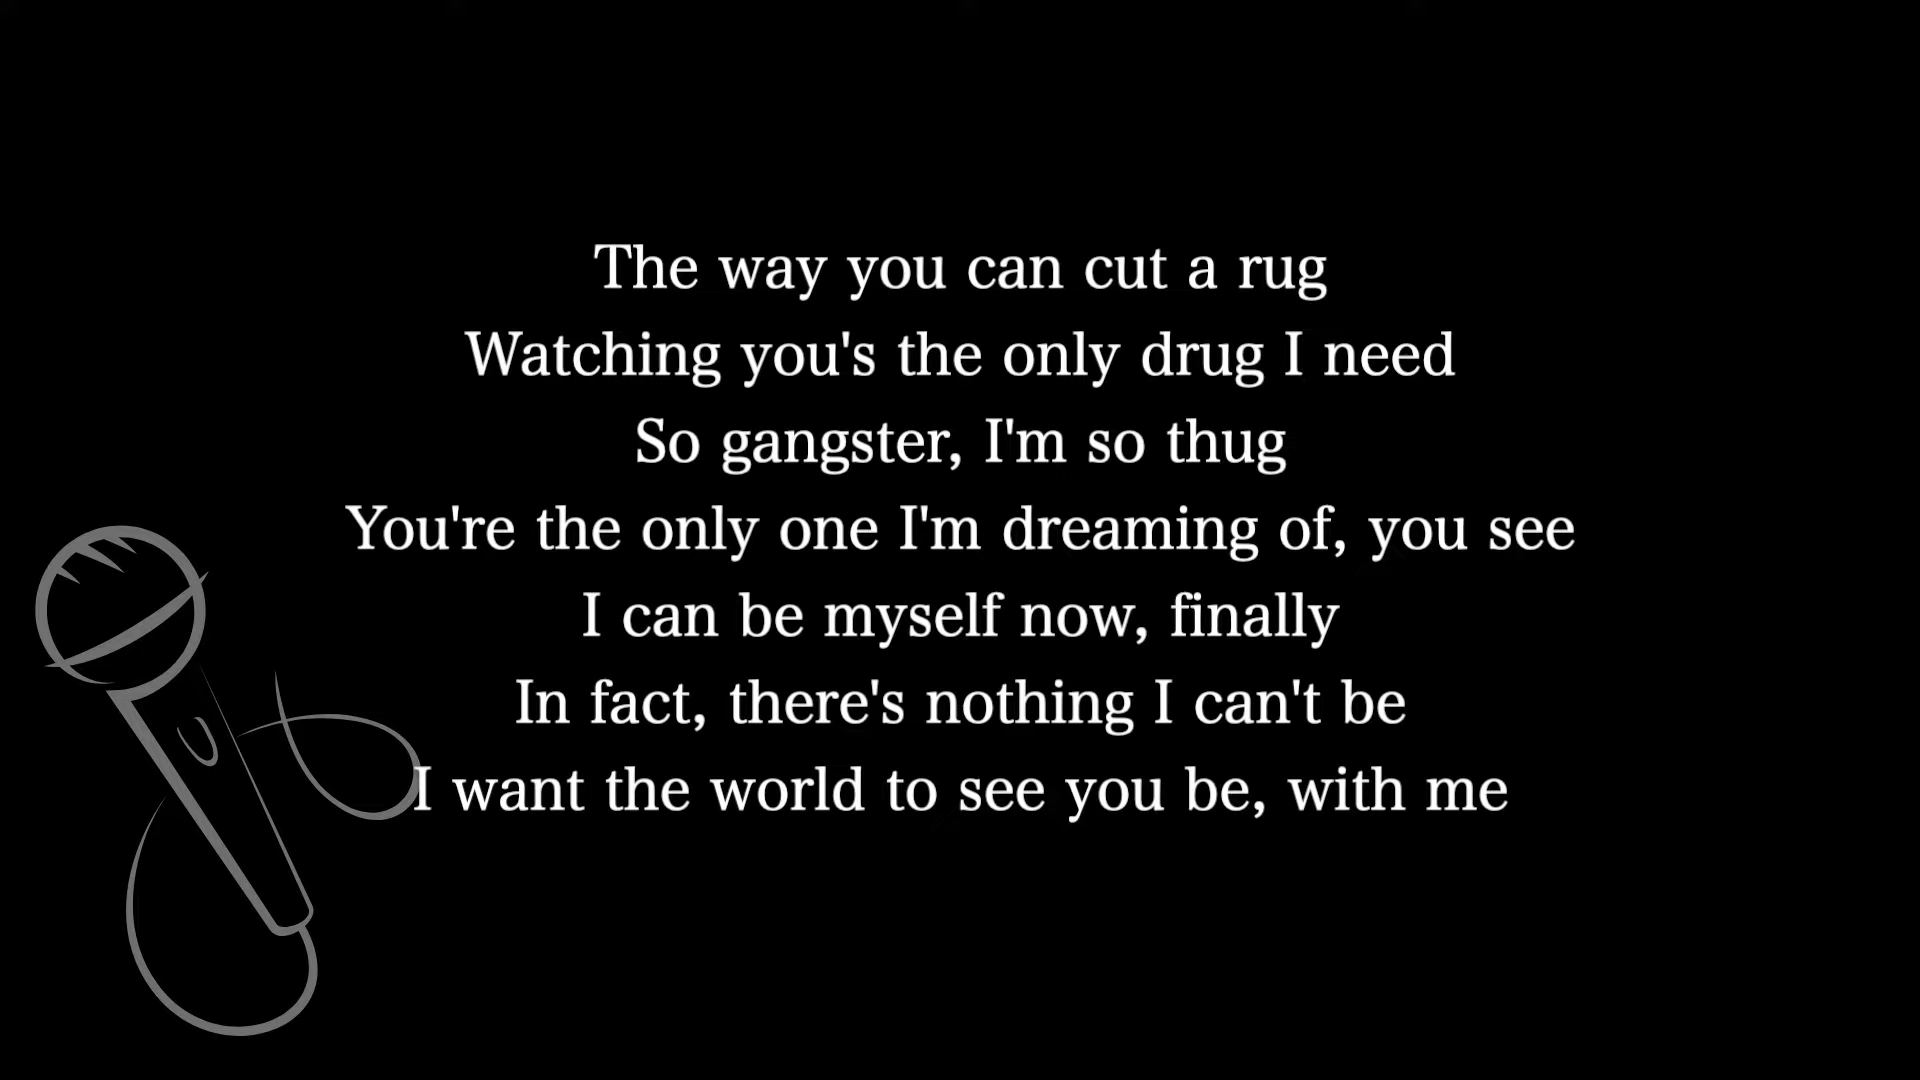 The way you can cut a rug
Watching you's the only drug I need
So gangster, I'm so thug
You're the only one I'm dreaming of, you see
I can be myself now, finally
In fact, there's nothing I can't be
I want the world to see you be, with me